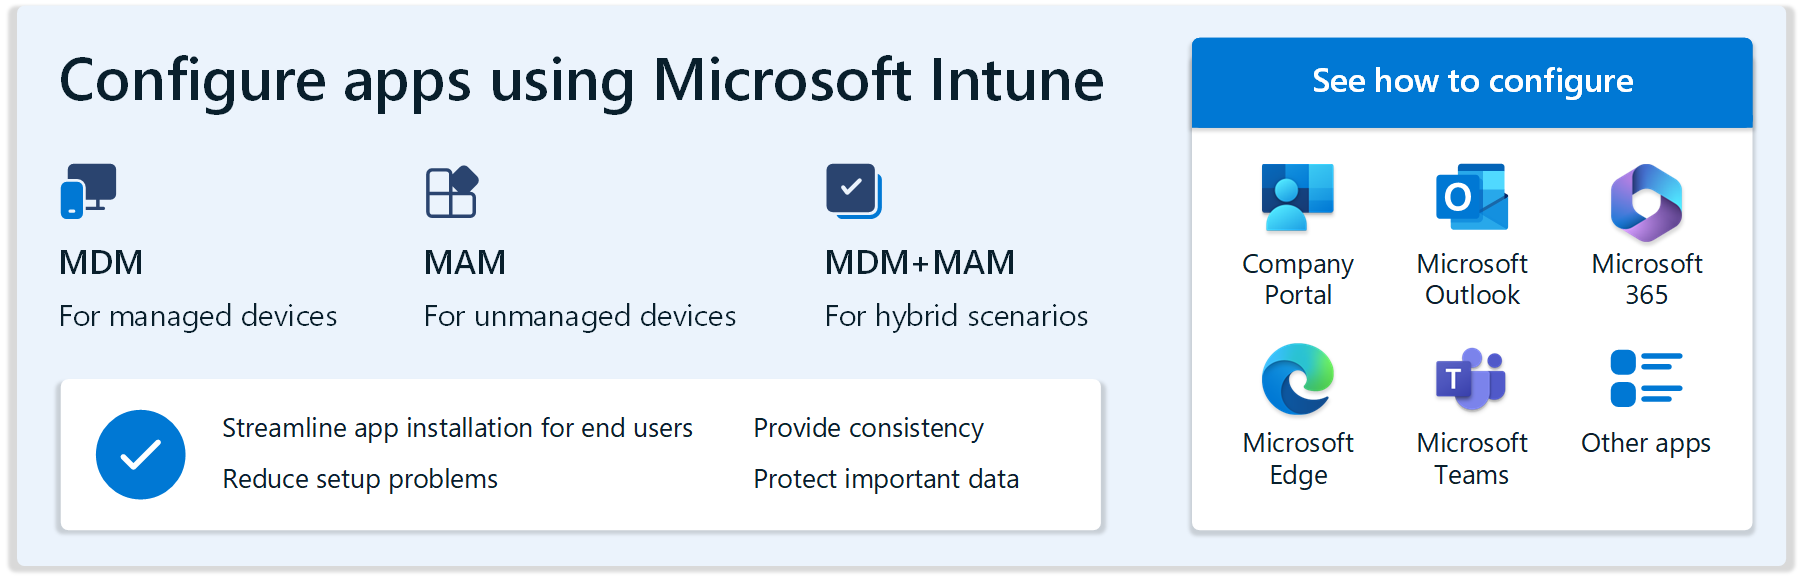 Configure apps using Microsoft Intune
MDM
For managed devices
MAM
For unmanaged devices
MDM+MAM
For hybrid scenarios
Streamline app installation for end users
Reduce setup problems
Provide consistency
Protect important data
See how to configure
Company
Portal
O
Microsoft
Outlook
Microsoft
365
Microsoft
Edge
T
Microsoft
Teams
Other apps